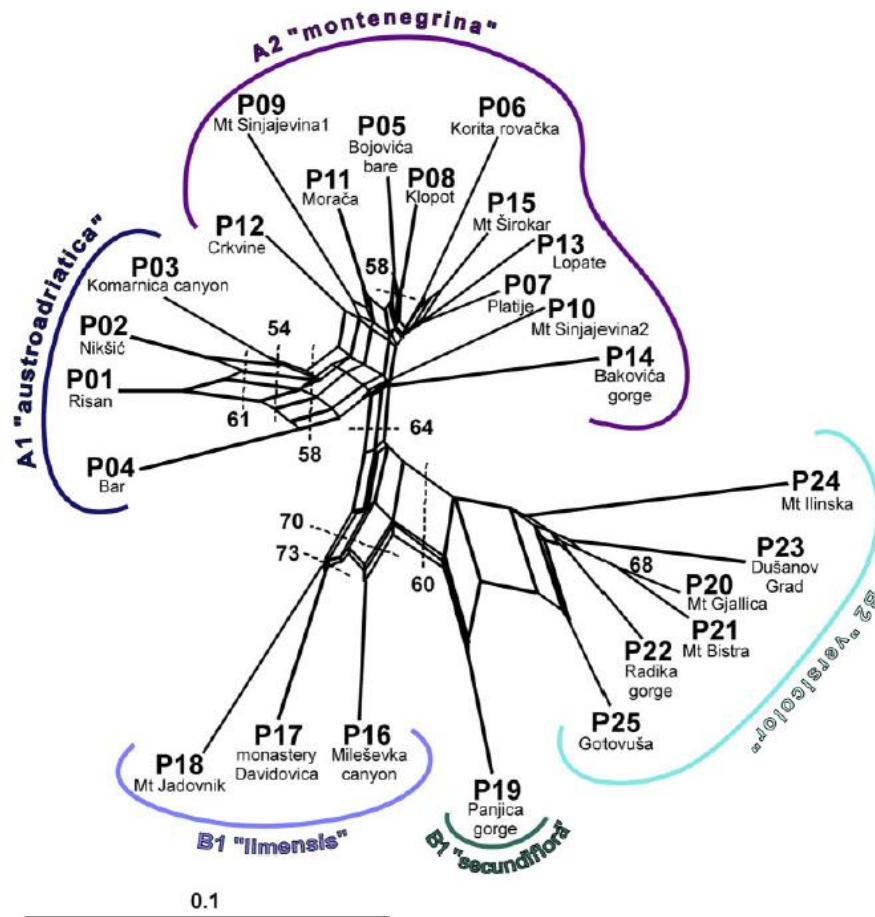 A2 "montenegrina"
P09
Mt Sinjajevina1
P05
Bojovića
bare
P06
Korita rovačka
P11
Morača
P08
Klopot
P15
Mt Širokar
P12
Crkvine
P13
Lopate
58
P07
Platije
P10
Mt Sinjajevina2
P14
Bakovića
gorge
A1 "austroadriatica"
P03
Komarnica canyon
P02
Nikšić
54
P01
Risan
61
58
P04
Bar
64
P24
Mt Ilinska
70
73
60
P23
Dušanov
Grad
68
P20
Mt Gjallica
P21
Mt Bistra
P22
Radika
gorge
P25
Gotovuša
B2 "versicolor"
P18
Mt Jadovnik
P17
monastery
Davidovica
P16
Mileševka
canyon
B1 "limensis"
P19
Panjica
gorge
B1 "secundiflora"
0.1